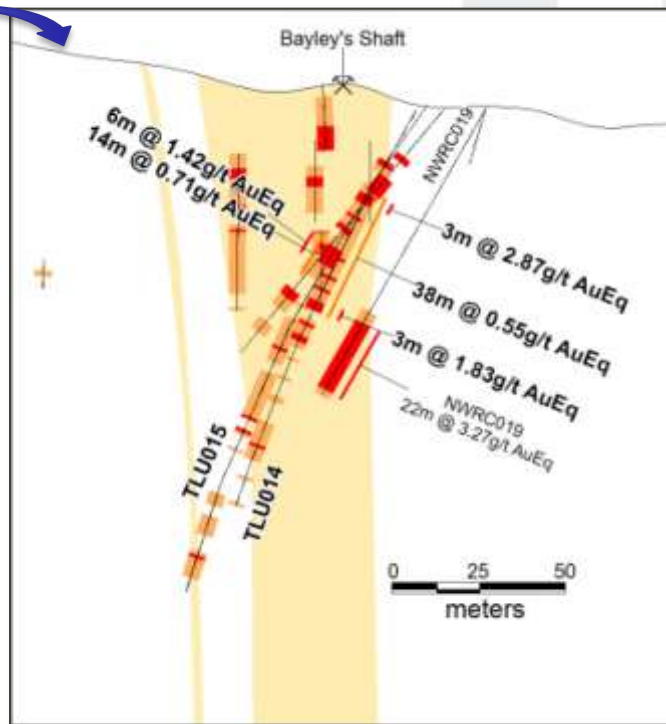 Bayley's Shaft
NWRC019
6m @ 1.42g/t AuEq
14m @ 0.71g/t AuEq
3m @ 2.87g/t AuEq
38m @ 0.55g/t AuEq
3m @ 1.83g/t AuEq
NWRC019
22m @ 3.27g/t AuEq
TLU015
TLU014
0 25 50
meters